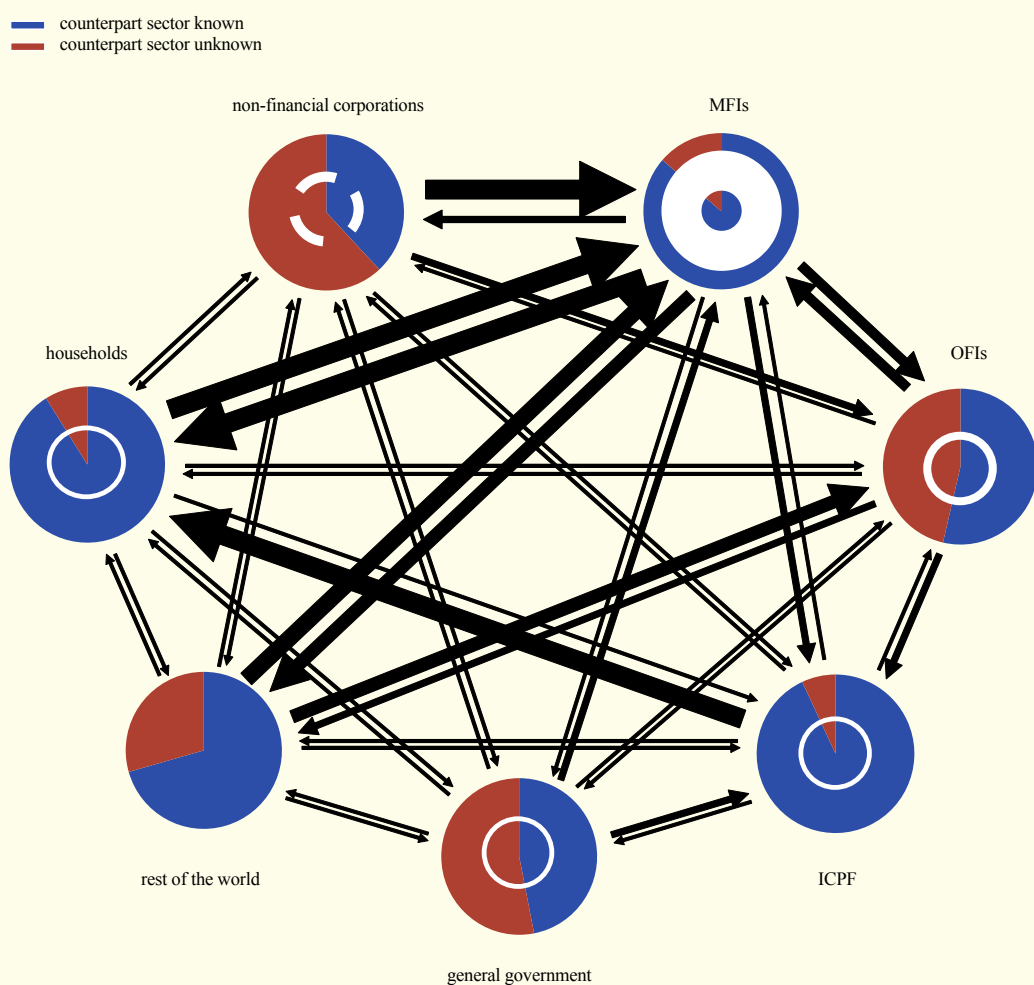 counterpart sector known
counterpart sector unknown
non-financial corporations
MFIs
households
OFIs
rest of the world
ICPF
general government